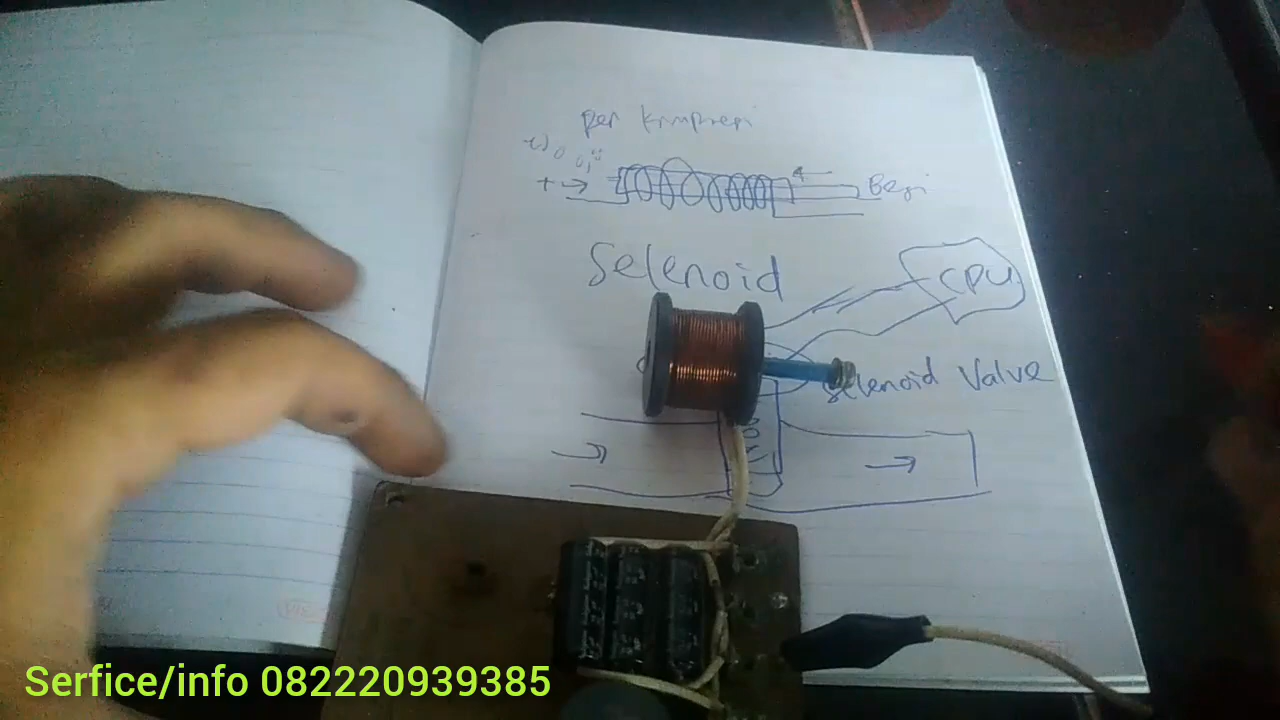 per kompresi
+ → Besi
Selenoid
CPU
Selenoid Valve
Serfice/info 082220939385